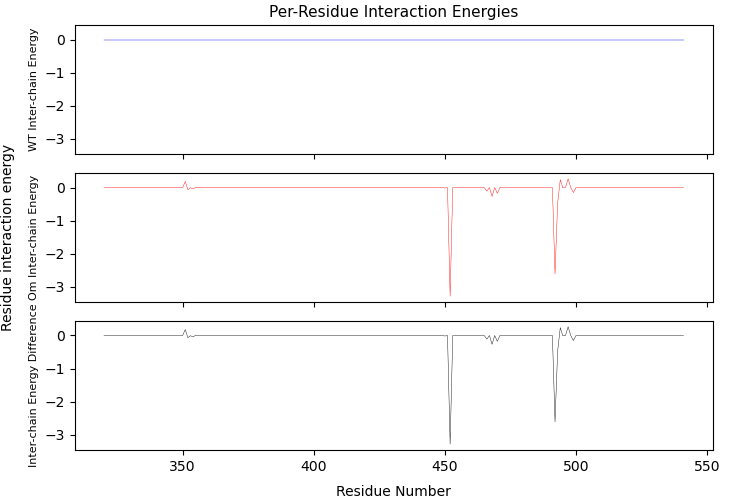 Per-Residue Interaction Energies
Residue interaction energy
WT Inter-chain Energy
0
−1
−2
−3
Om Inter-chain Energy
0
−1
−2
−3
Inter-chain Energy Difference
0
−1
−2
−3
350
400
450
500
550
Residue Number